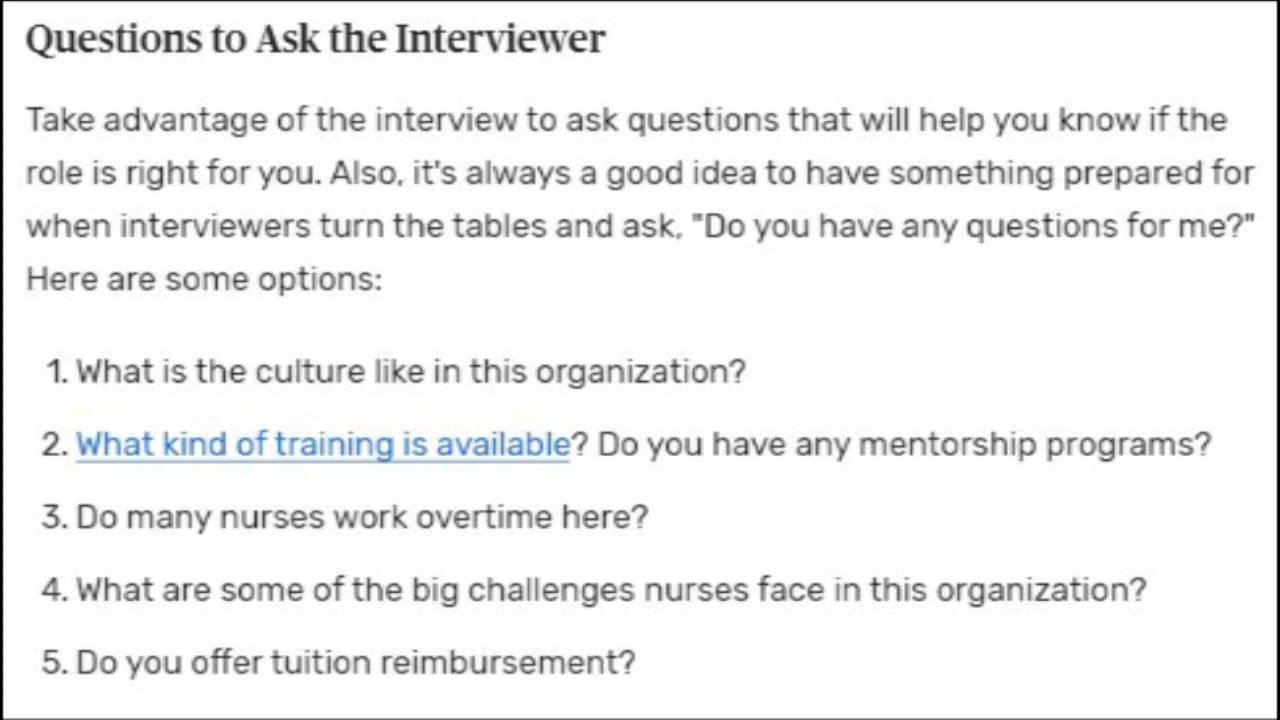 Questions to Ask the Interviewer
Take advantage of the interview to ask questions that will help you know if the
role is right for you. Also, it's always a good idea to have something prepared for
when interviewers turn the tables and ask, "Do you have any questions for me?"
Here are some options:
1. What is the culture like in this organization?
2. What kind of training is available? Do you have any mentorship programs?
3. Do many nurses work overtime here?
4. What are some of the big challenges nurses face in this organization?
5. Do you offer tuition reimbursement?